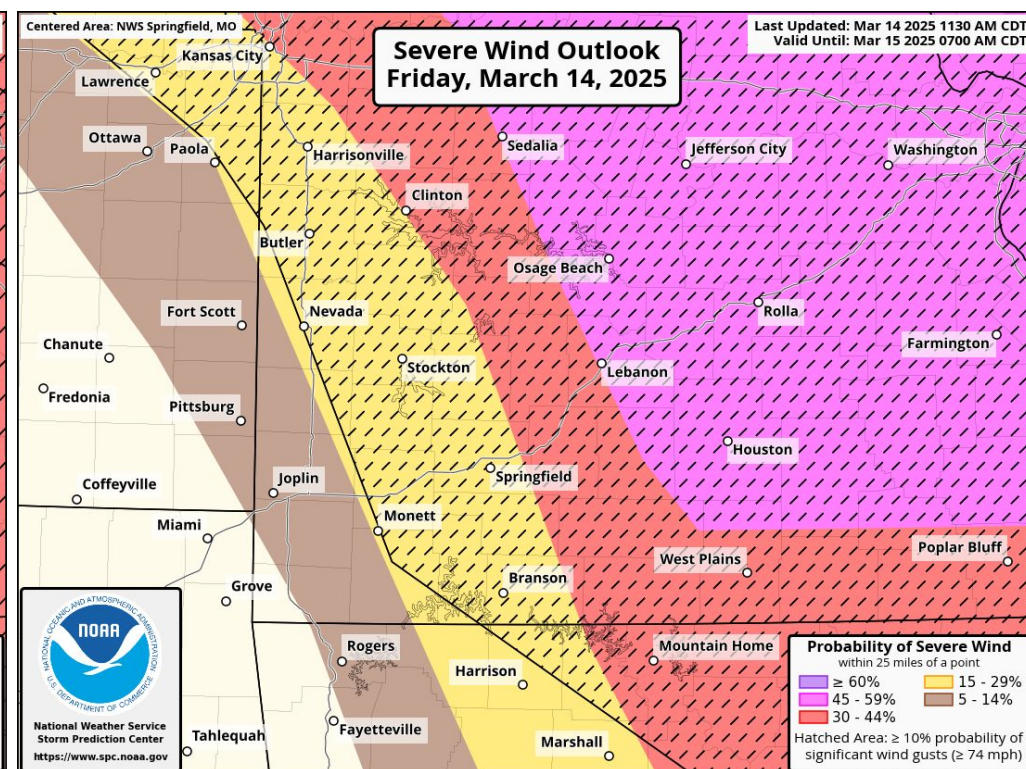 Centered Area: NWS Springfield, MO
Severe Wind Outlook
Friday, March 14, 2025
Last Updated: Mar 14 2025 1130 AM CDT
Valid Until: Mar 15 2025 0700 AM CDT
Kansas City
Lawrence
Ottawa
Paola
Harrisonville
Sedalia
Jefferson City
Washington
Clinton
Butler
Osage Beach
Fort Scott
Nevada
Rolla
Chanute
Farmington
Stockton
Lebanon
Fredonia
Pittsburg
Houston
Joplin
Springfield
Coffeyville
Miami
Monett
Poplar Bluff
West Plains
Branson
Grove
Rogers
Mountain Home
Harrison
Fayetteville
Tahlequah
Marshall
NATIONAL OCEANIC AND ATMOSPHERIC ADMINISTRATION
NOAA
U.S. DEPARTMENT OF COMMERCE
National Weather Service
Storm Prediction Center
https://www.spc.noaa.gov
Probability of Severe Wind
within 25 miles of a point
≥ 60% 15 - 29%
45 - 59% 5 - 14%
30 - 44%
Hatched Area: ≥ 10% probability of
significant wind gusts (≥ 74 mph)